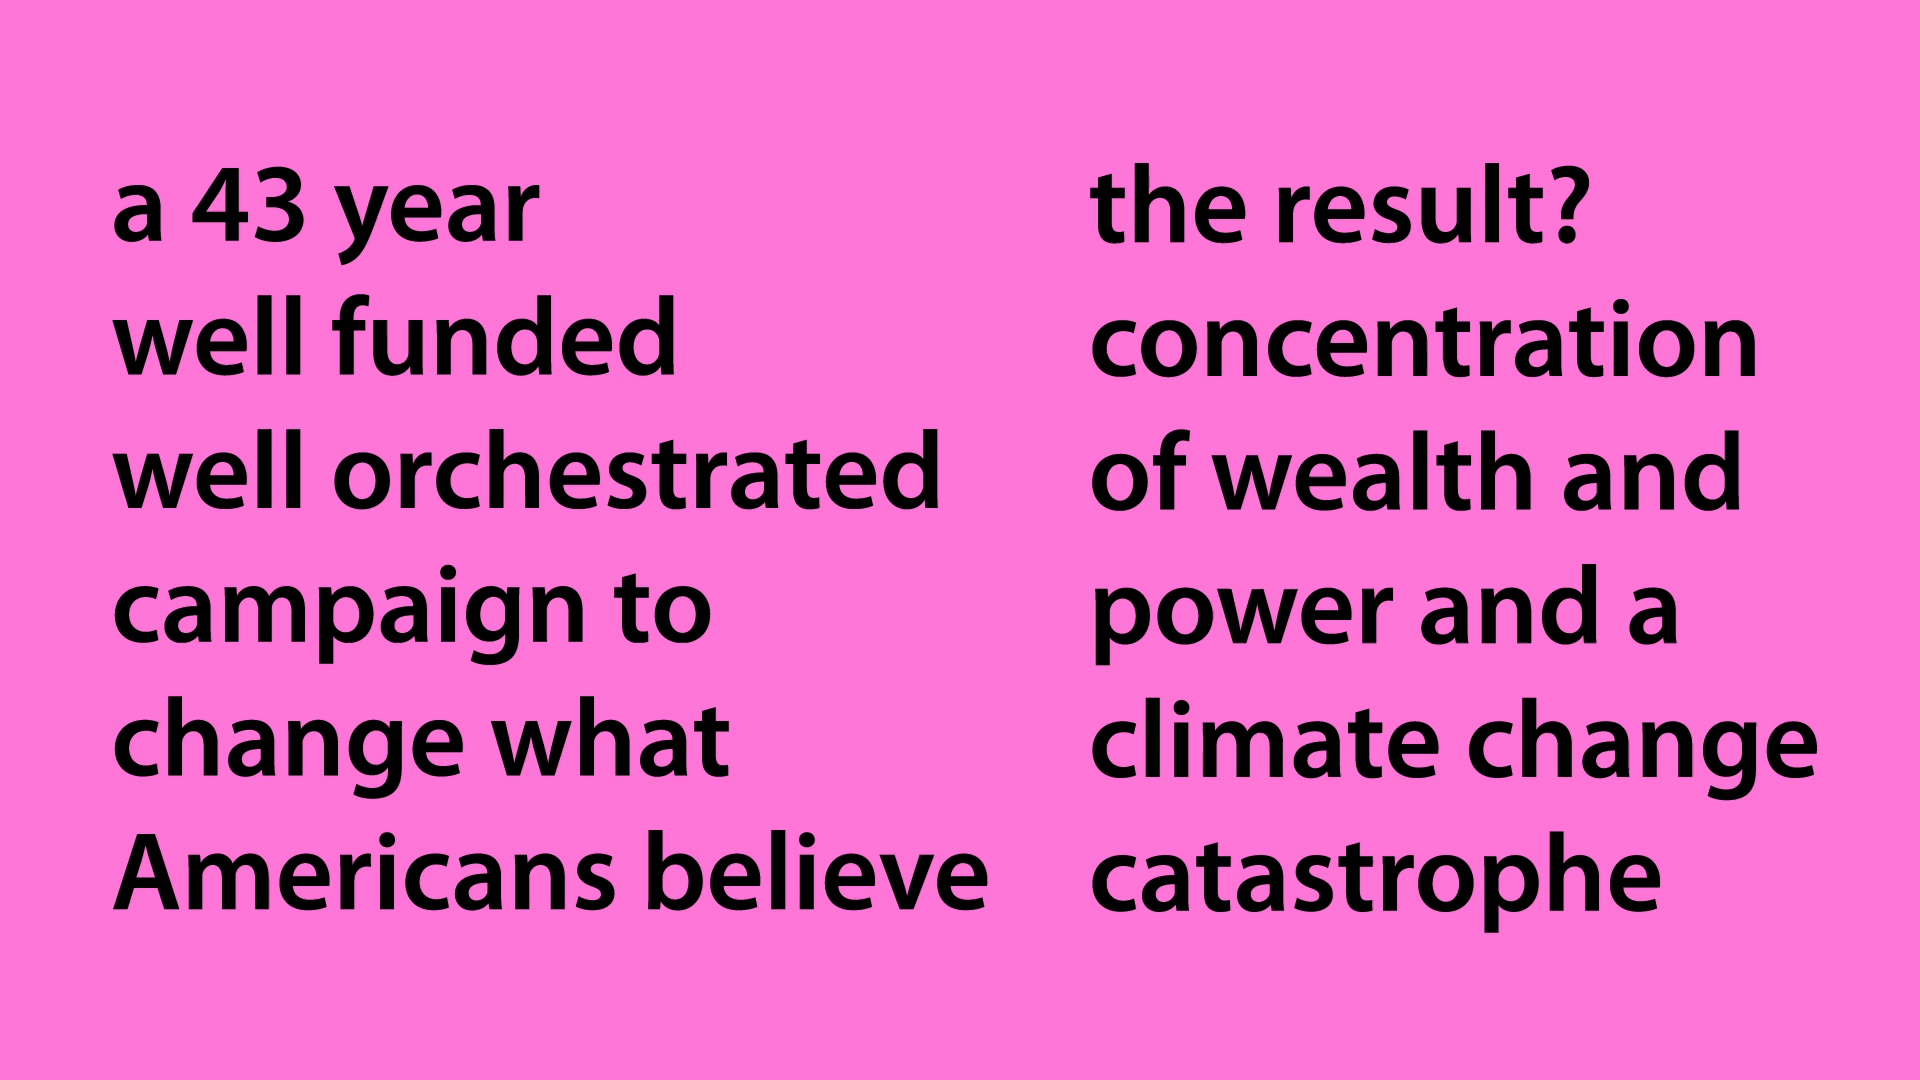 a 43 year
well funded
well orchestrated
campaign to
change what
Americans believe
the result?
concentration
of wealth and
power and a
climate change
catastrophe